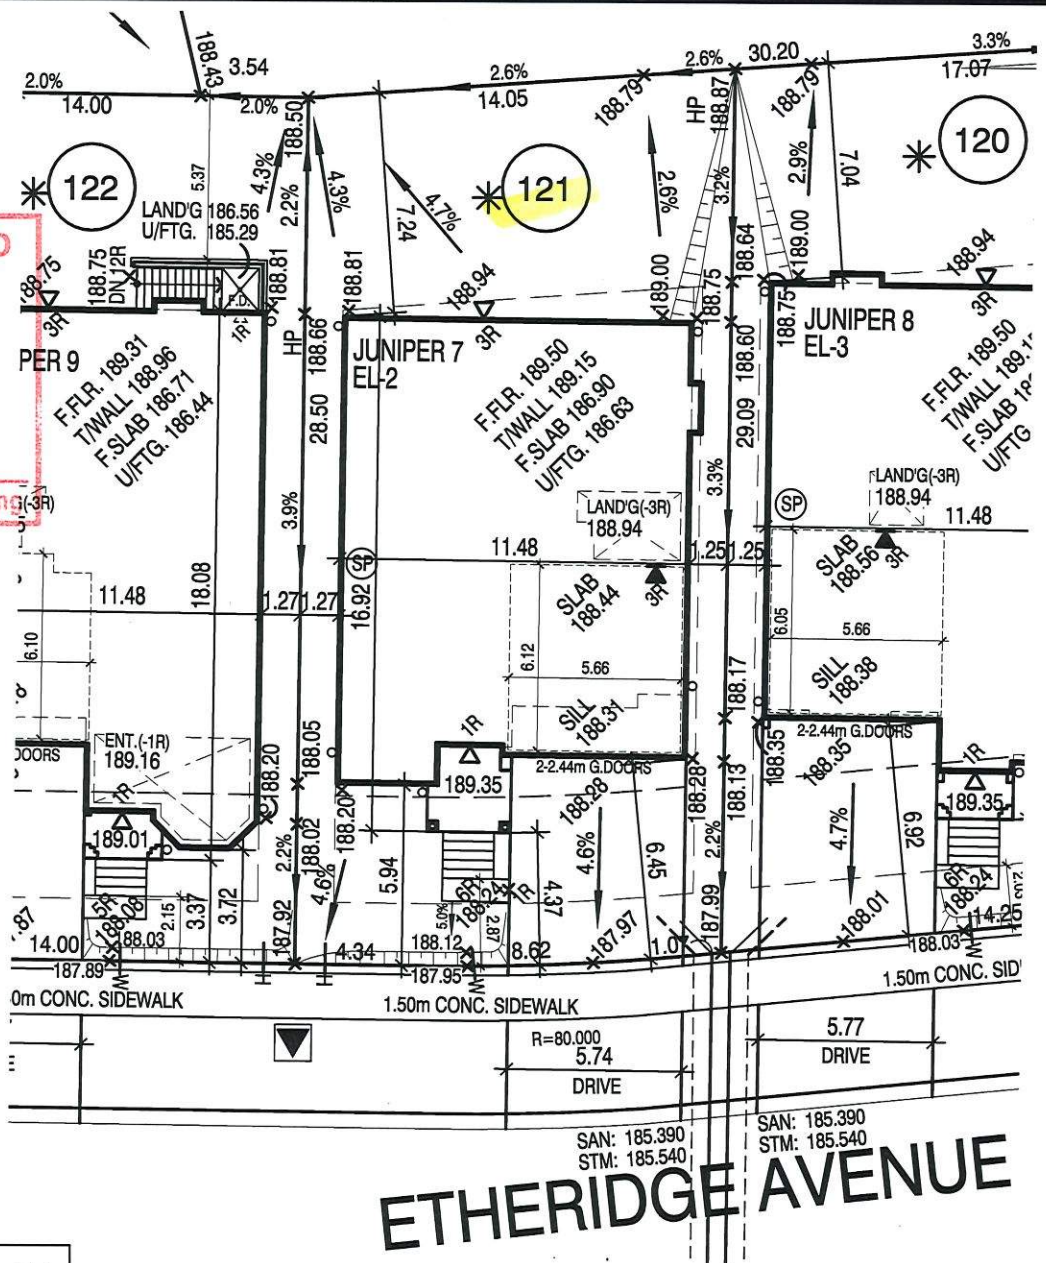 188.43
3.54
2.0%
14.00
2.0%
188.50
2.6%
14.05
188.79
2.6%
HP
188.87
30.20
188.79
3.3%
17.07
122
121
120
5.37
4.3%
2.2%
4.3%
7.24
4.7%
2.6%
3.2%
2.9%
7.04
LAND'G 186.56
U/FTG. 185.29
188.75
188.75
DN.12R
F.D.
1R
188.81
188.81
188.94
3R
189.00
188.75
188.64
189.00
188.94
3R
3R
HP
188.66
188.75
188.60
PER 9
F.FLR. 189.31
T/WALL 188.96
F.SLAB 186.71
U/FTG. 186.44
JUNIPER 7
EL-2
F.FLR. 189.50
T/WALL 189.15
F.SLAB 186.90
U/FTG. 186.63
JUNIPER 8
EL-3
F.FLR. 189.50
T/WALL 189.1
F.SLAB
U/FTG
28.50
29.09
3.9%
3.3%
G(-3R)
LAND'G(-3R)
188.94
LAND'G(-3R)
188.94
SP
SP
11.48
11.48
11.48
1.25
1.25
1.27
1.27
18.08
16.92
6.10
SLAB
188.44
3R
SLAB
188.56
3R
6.12
5.66
6.05
5.66
SILL
188.31
SILL
188.38
188.17
DOORS
ENT.(-1R)
189.16
1R
189.01
188.20
188.05
1R
189.35
2-2.44m G.DOORS
188.28
188.28
188.13
2-2.44m G.DOORS
188.35
188.35
1R
189.35
188.20
188.02
2.2%
4.6%
5.94
4.6%
6.45
2.2%
4.7%
6.92
5R
188.08
2.15
3.37
3.72
187.92
5.0%
6R
188.24
1R
2.87
4.37
6R
188.24
2.03
.87
14.00
188.03
187.89
W
H
H
4.34
188.12
187.95
W
8.62
187.97
1.0
187.99
188.01
188.03
W
14.25
0m CONC. SIDEWALK
1.50m CONC. SIDEWALK
1.50m CONC. SID
R=80.000
5.74
DRIVE
5.77
DRIVE
E
SAN: 185.390
STM: 185.540
SAN: 185.390
STM: 185.540
ETHERIDGE AVENUE